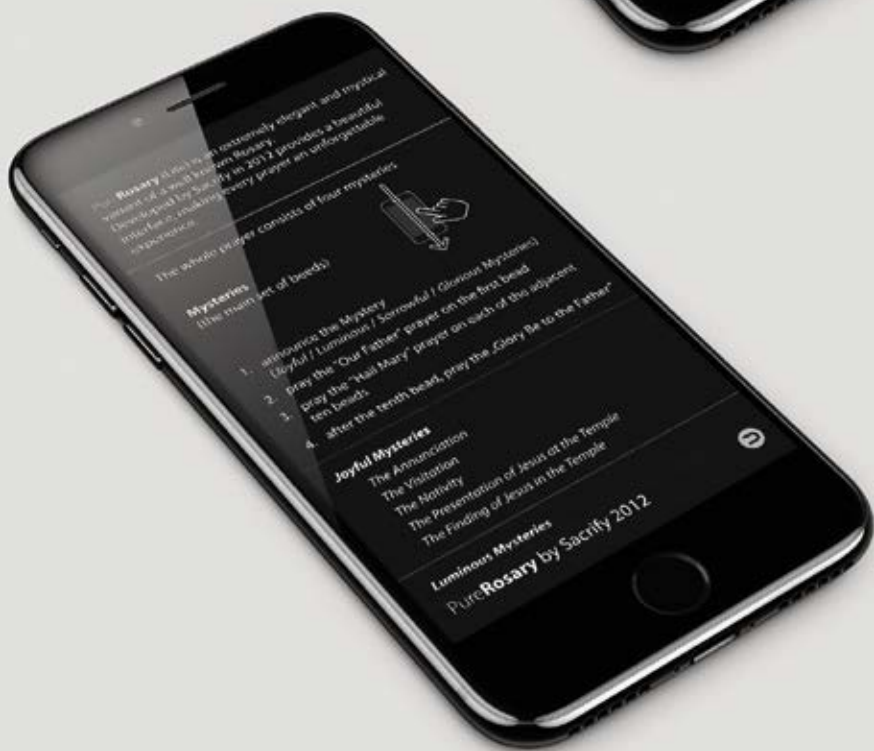 Pure Rosary (Life) is an extremely elegant and mystical
variant of a well known Rosary.
Developed by Sacrify in 2012 provides a beautiful
interface, making every prayer an unforgettable
experience.
The whole prayer consists of four mysteries
Mysteries
(the main set of beeds)
1. announce the Mystery
(Joyful / Luminous / Sorrowful / Glorious Mysteries)
2. pray the "Our Father" prayer on the first bead
3. pray the "Hail Mary" prayer on each of the adjacent
ten beads
4. after the tenth bead, pray the „Glory Be to the Father"
Joyful Mysteries
The Annunciation
The Visitation
The Nativity
The Presentation of Jesus at the Temple
The Finding of Jesus in the Temple
Luminous Mysteries
PureRosary by Sacrify 2012